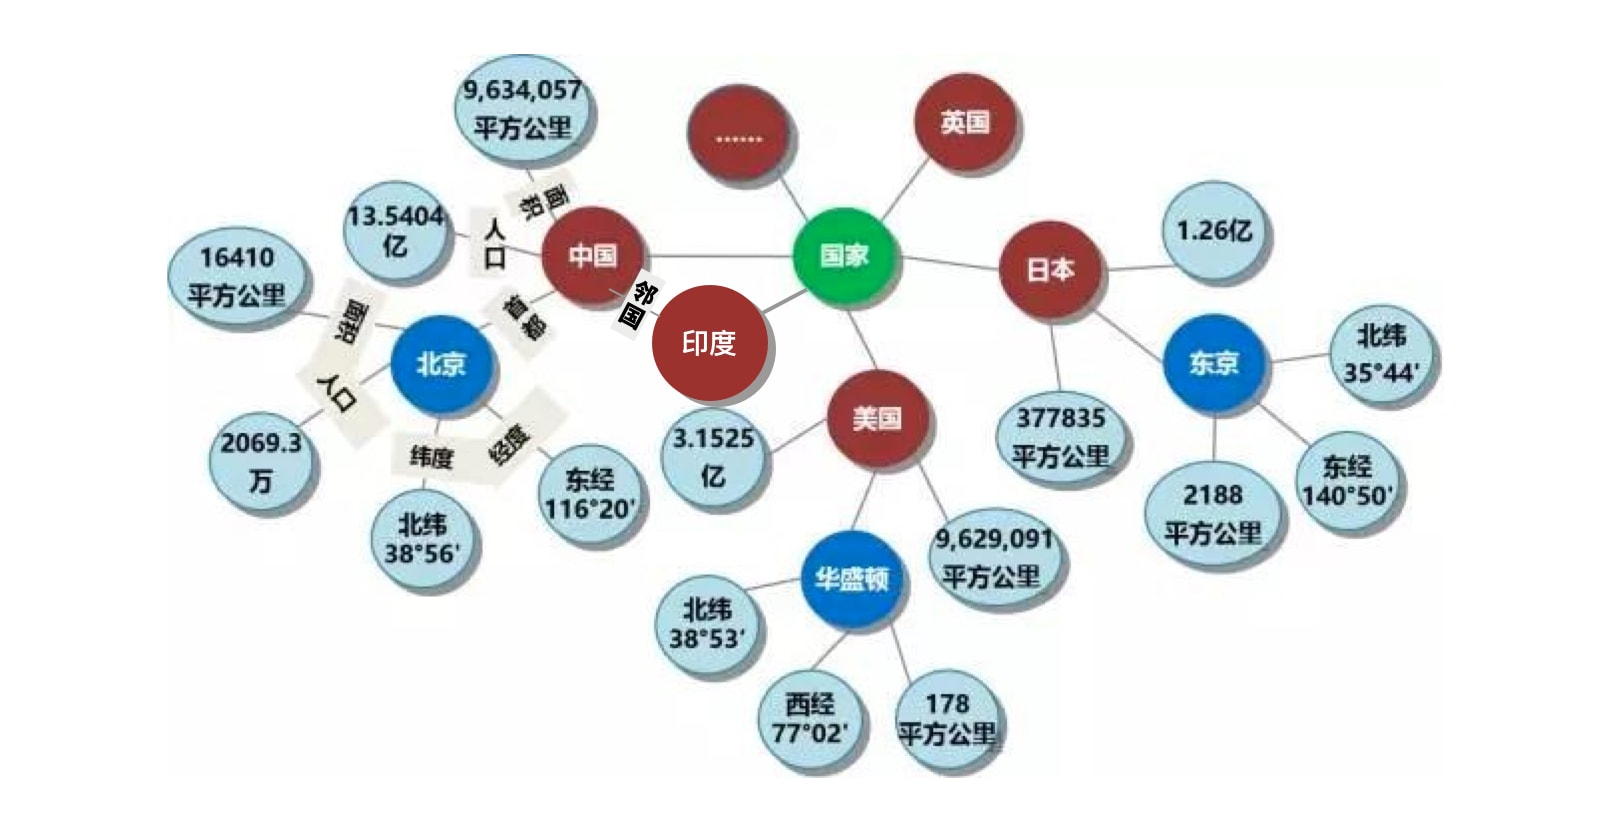 9,634,057
平方公里
面积
13.5404
亿
人口
16410
平方公里
面积
中国
首都
邻国
印度
北京
人口
2069.3
万
纬度
北纬
38°56'
经度
东经
116°20'
……
英国
国家
日本
1.26亿
377835
平方公里
东京
北纬
35°44'
东经
140°50'
2188
平方公里
美国
3.1525
亿
9,629,091
平方公里
华盛顿
北纬
38°53'
西经
77°02'
178
平方公里